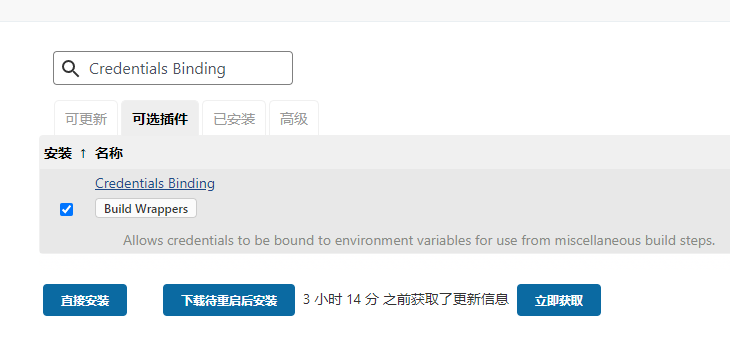 Credentials Binding
可更新 可选插件 已安装 高级
安装 ↑ 名称
Credentials Binding
Build Wrappers
Allows credentials to be bound to environment variables for use from miscellaneous build steps.
直接安装 下载待重启后安装 3 小时 14 分 之前获取了更新信息 立即获取